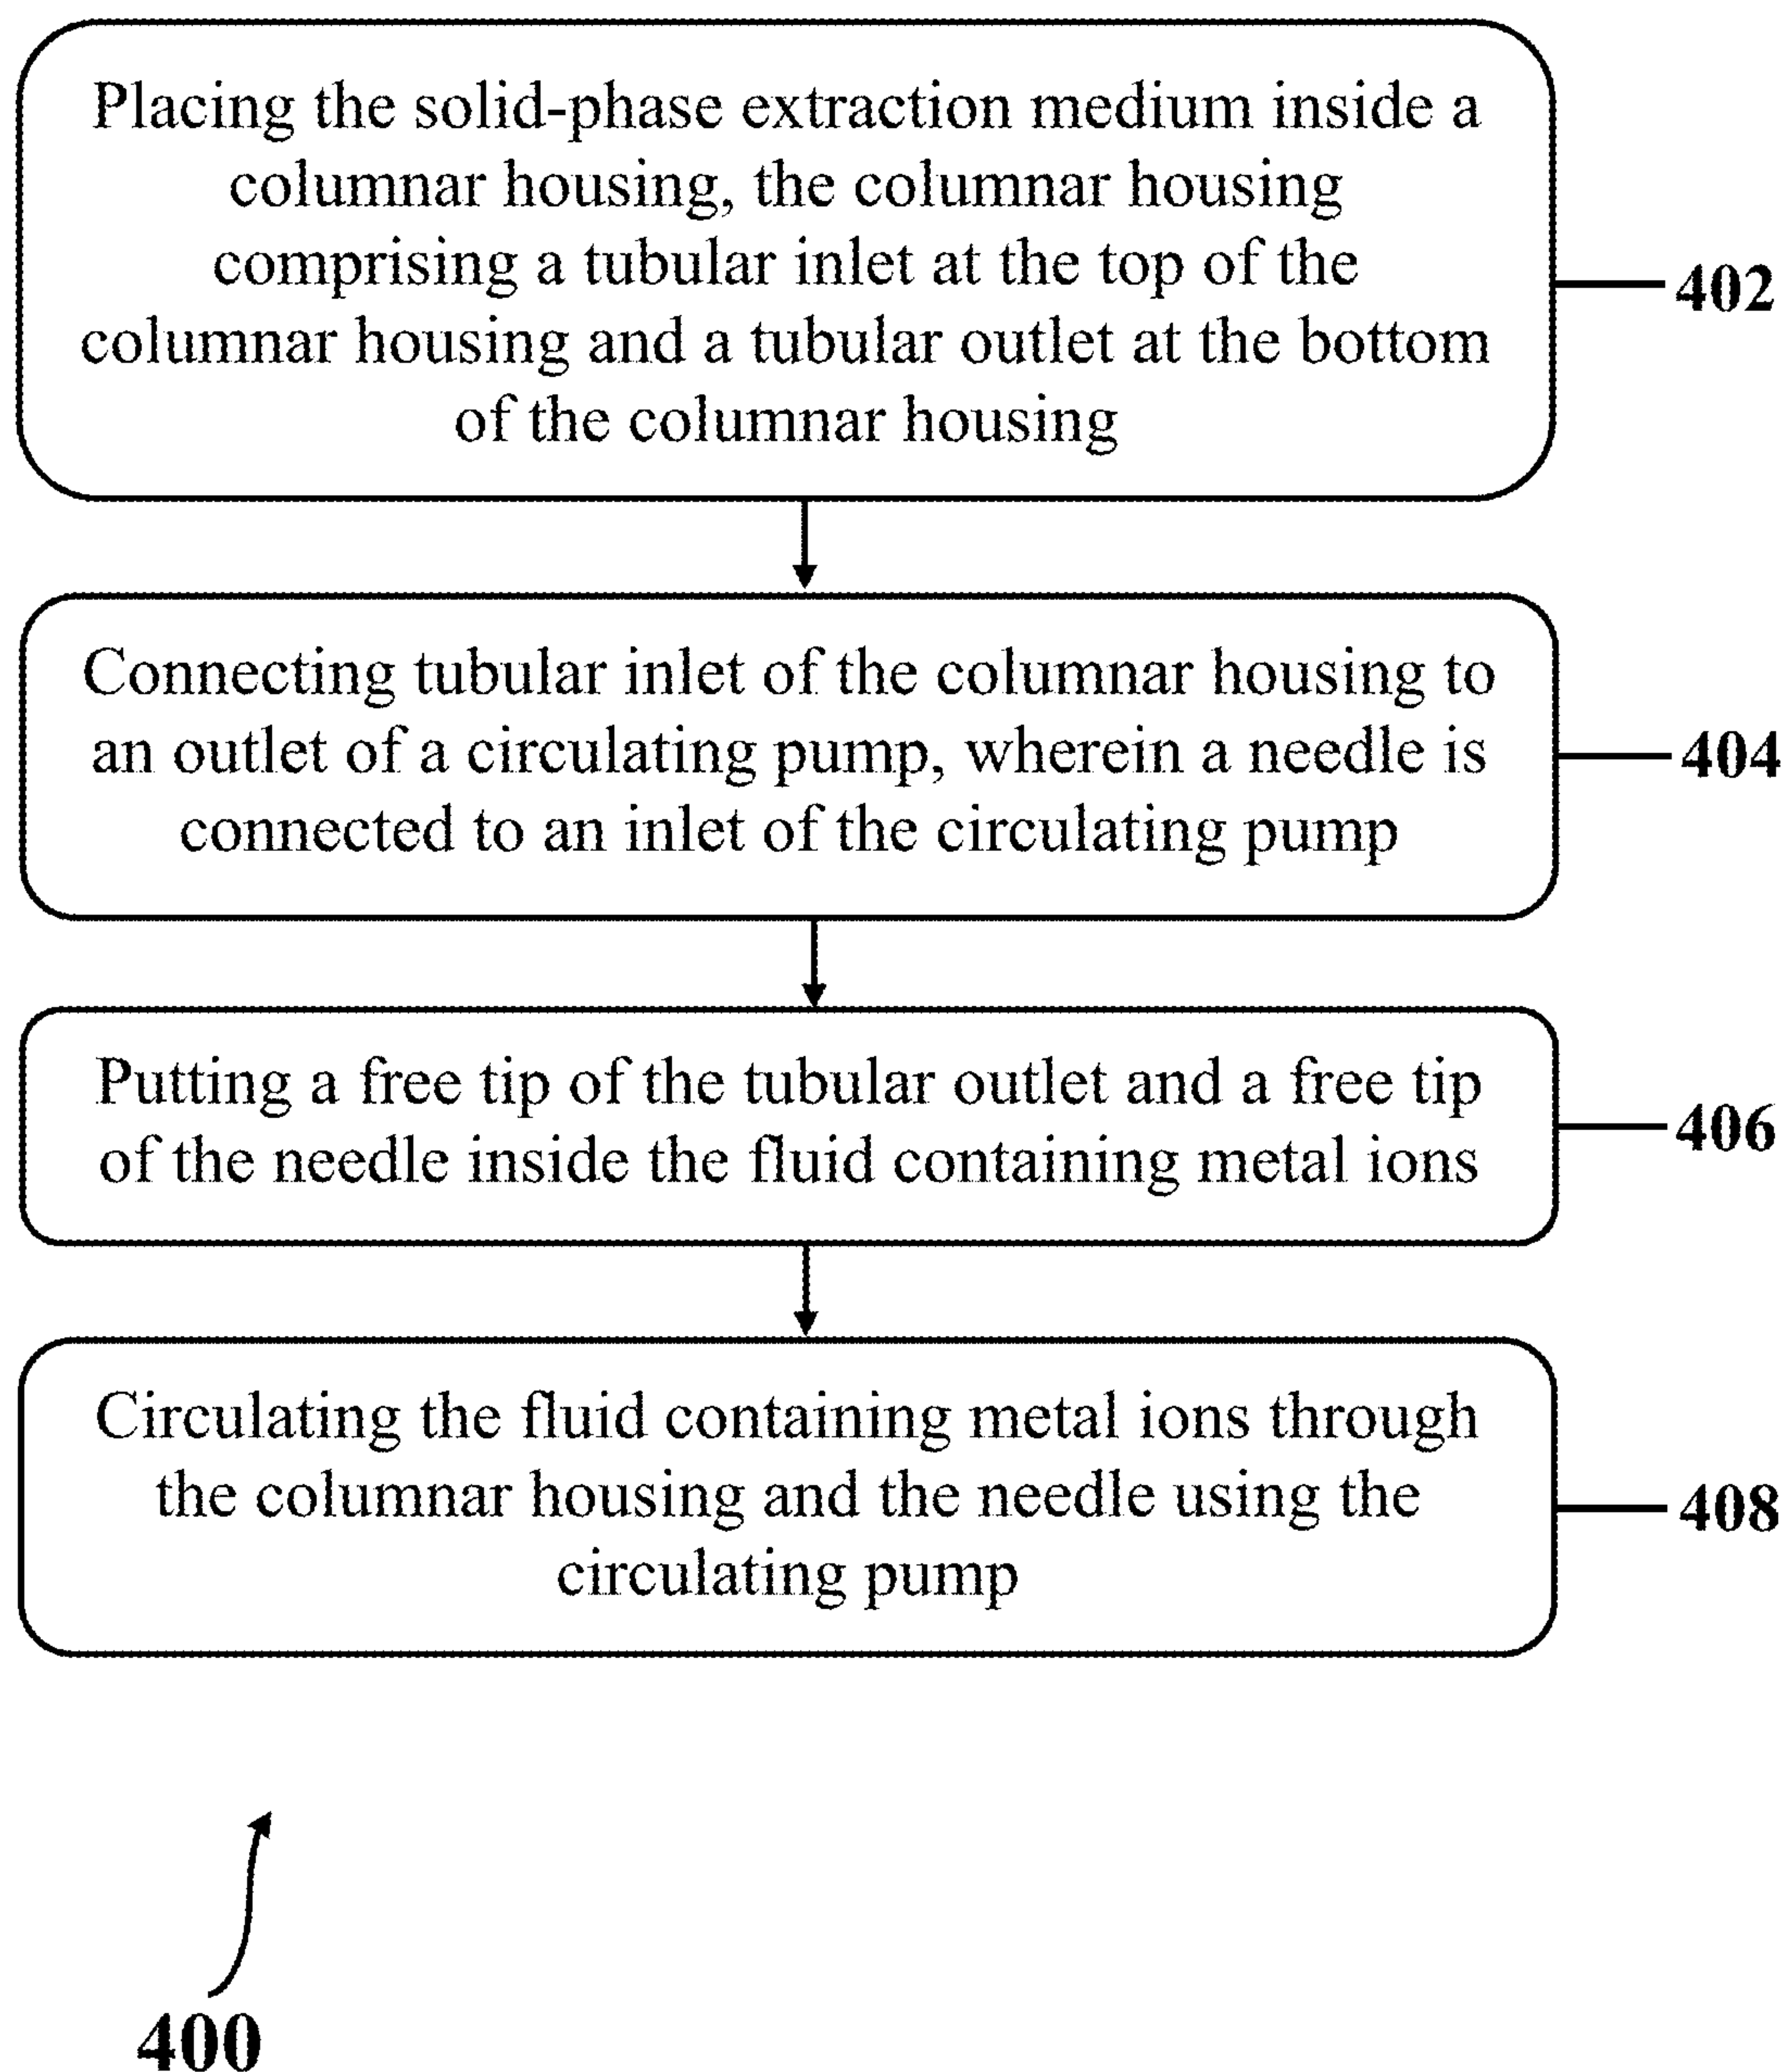 Placing the solid-phase extraction medium inside a
columnar housing, the columnar housing
comprising a tubular inlet at the top of the
columnar housing and a tubular outlet at the bottom
of the columnar housing
402
Connecting tubular inlet of the columnar housing to
an outlet of a circulating pump, wherein a needle is
connected to an inlet of the circulating pump
404
Putting a free tip of the tubular outlet and a free tip
of the needle inside the fluid containing metal ions
406
Circulating the fluid containing metal ions through
the columnar housing and the needle using the
circulating pump
408
400